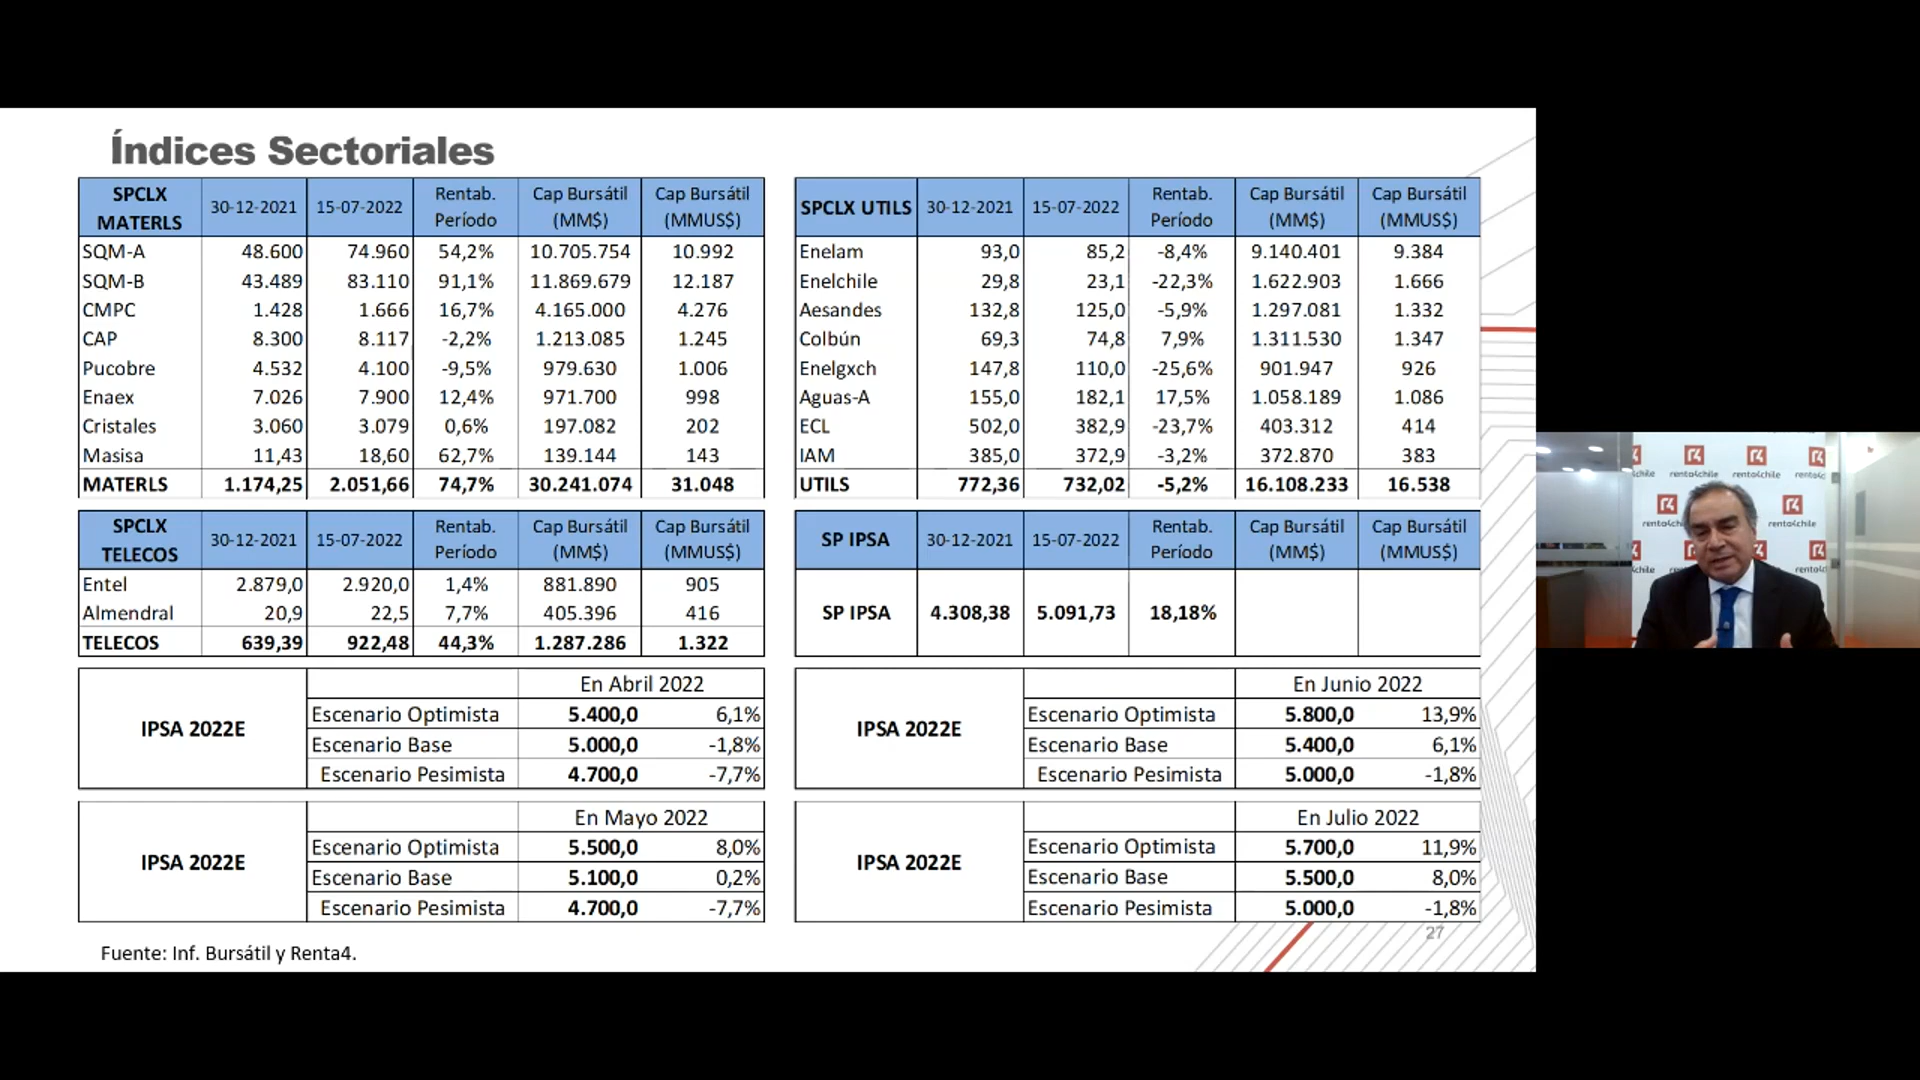 Índices Sectoriales
SPCLX MATERLS 30-12-2021 15-07-2022 Rentab. Período Cap Bursátil (MM$) Cap Bursátil (MMUS$)
SQM-A 48.600 74.960 54,2% 10.705.754 10.992
SQM-B 43.489 83.110 91,1% 11.869.679 12.187
CMPC 1.428 1.666 16,7% 4.165.000 4.276
CAP 8.300 8.117 -2,2% 1.213.085 1.245
Pucobre 4.532 4.100 -9,5% 979.630 1.006
Enaex 7.026 7.900 12,4% 971.700 998
Cristales 3.060 3.079 0,6% 197.082 202
Masisa 11,43 18,60 62,7% 139.144 143
MATERLS 1.174,25 2.051,66 74,7% 30.241.074 31.048
SPCLX UTILS 30-12-2021 15-07-2022 Rentab. Período Cap Bursátil (MM$) Cap Bursátil (MMUS$)
Enelam 93,0 85,2 -8,4% 9.140.401 9.384
Enelchile 29,8 23,1 -22,3% 1.622.903 1.666
Aesandes 132,8 125,0 -5,9% 1.297.081 1.332
Colbún 69,3 74,8 7,9% 1.311.530 1.347
Enelgxch 147,8 110,0 -25,6% 901.947 926
Aguas-A 155,0 182,1 17,5% 1.058.189 1.086
ECL 502,0 382,9 -23,7% 403.312 414
IAM 385,0 372,9 -3,2% 372.870 383
UTILS 772,36 732,02 -5,2% 16.108.233 16.538
SPCLX TELECOS 30-12-2021 15-07-2022 Rentab. Período Cap Bursátil (MM$) Cap Bursátil (MMUS$)
Entel 2.879,0 2.920,0 1,4% 881.890 905
Almendral 20,9 22,5 7,7% 405.396 416
TELECOS 639,39 922,48 44,3% 1.287.286 1.322
SP IPSA 30-12-2021 15-07-2022 Rentab. Período Cap Bursátil (MM$) Cap Bursátil (MMUS$)
SP IPSA 4.308,38 5.091,73 18,18%
IPSA 2022E
En Abril 2022
Escenario Optimista 5.400,0 6,1%
Escenario Base 5.000,0 -1,8%
Escenario Pesimista 4.700,0 -7,7%
IPSA 2022E
En Junio 2022
Escenario Optimista 5.800,0 13,9%
Escenario Base 5.400,0 6,1%
Escenario Pesimista 5.000,0 -1,8%
IPSA 2022E
En Mayo 2022
Escenario Optimista 5.500,0 8,0%
Escenario Base 5.100,0 0,2%
Escenario Pesimista 4.700,0 -7,7%
IPSA 2022E
En Julio 2022
Escenario Optimista 5.700,0 11,9%
Escenario Base 5.500,0 8,0%
Escenario Pesimista 5.000,0 -1,8%
27
Fuente: Inf. Bursátil y Renta4.
renta4chile renta4chile
renta4chile renta4chile